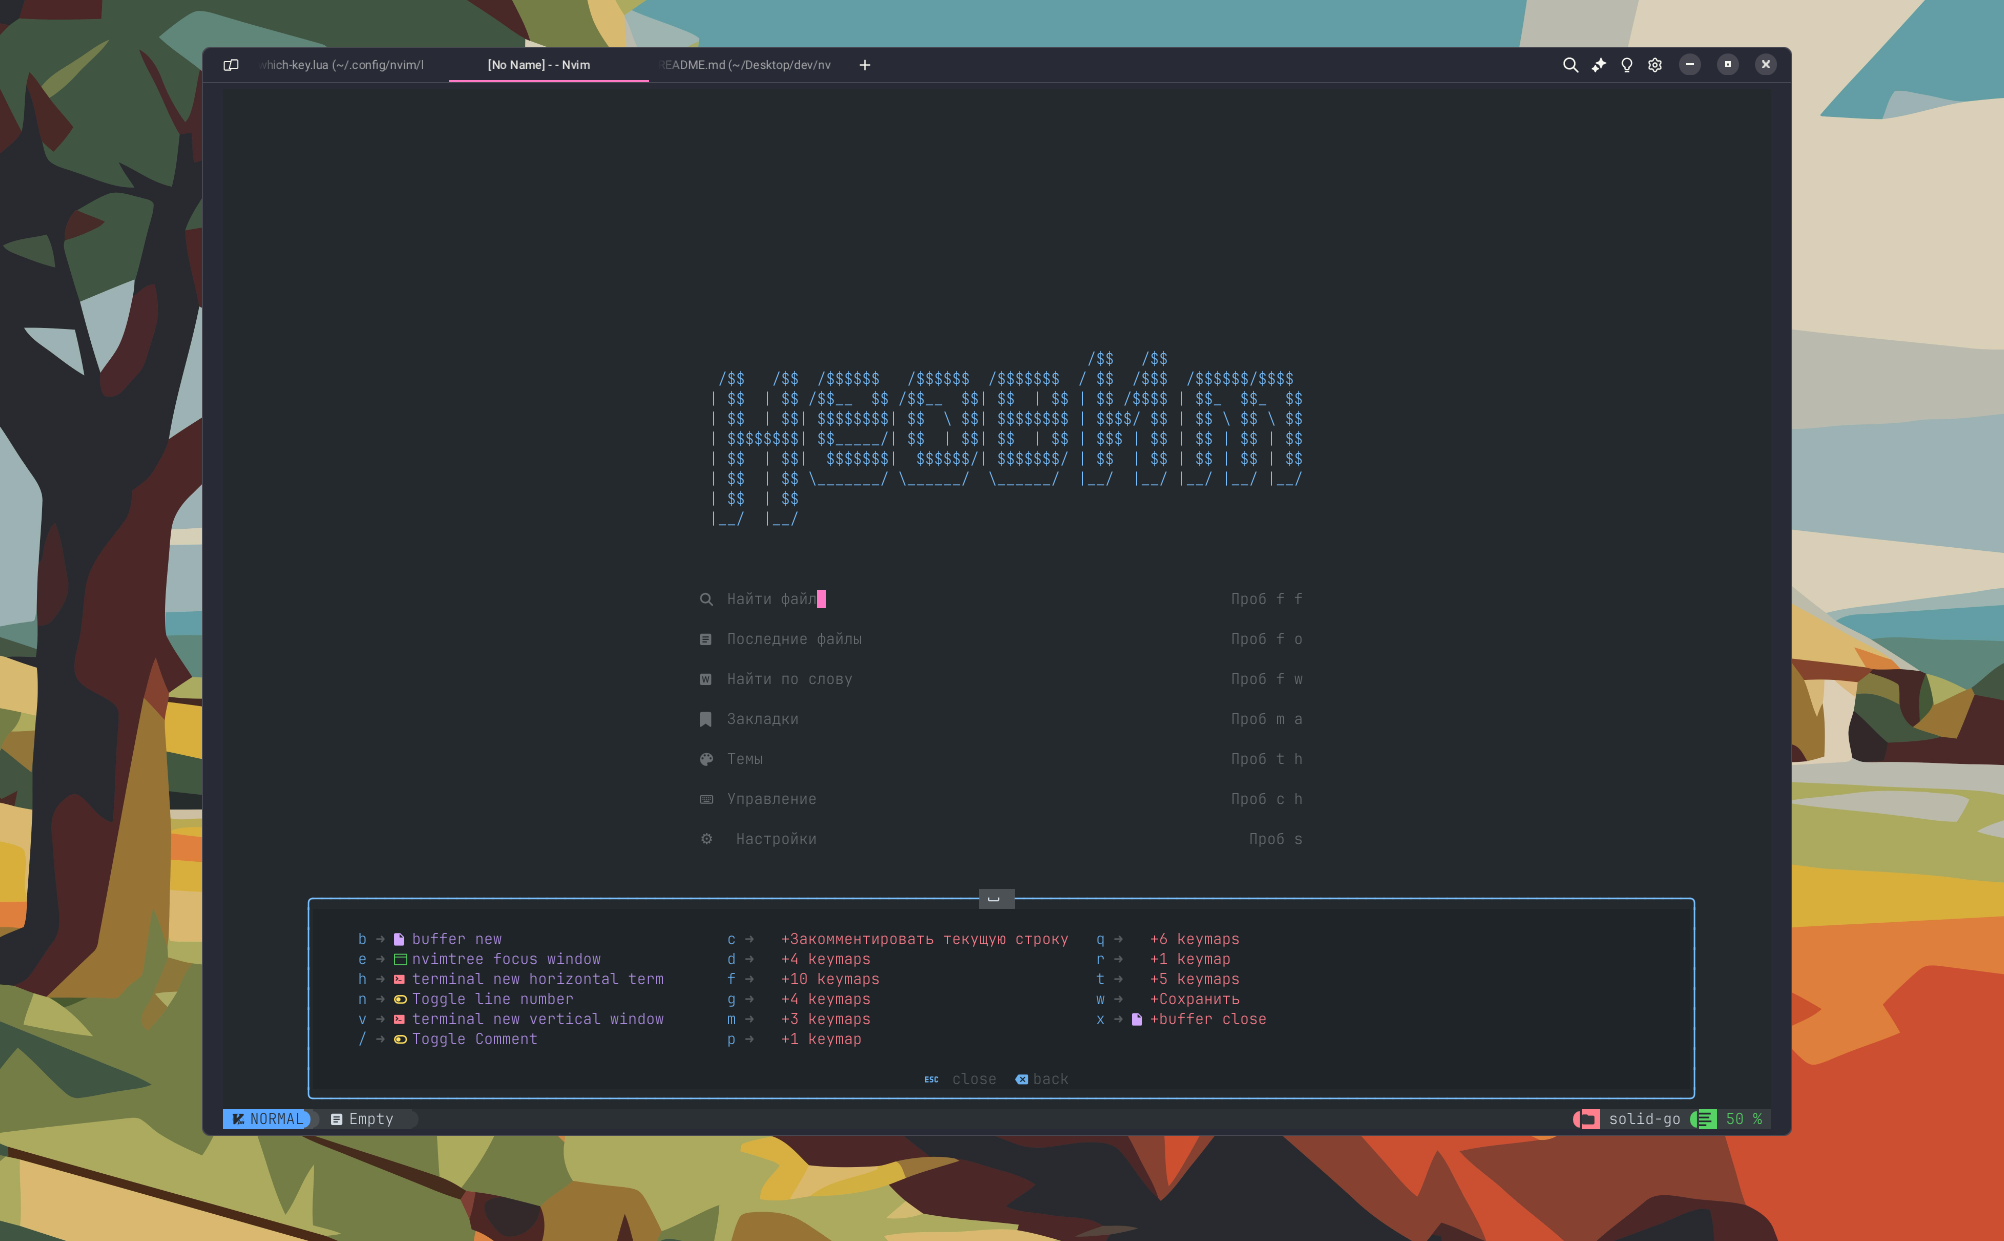 which-key.lua (~/.config/nvim/l
[No Name] - - Nvim
README.md (~/Desktop/dev/nv
                                          /$$   /$$
 /$$   /$$  /$$$$$$   /$$$$$$  /$$$$$$$  / $$  /$$$  /$$$$$$/$$$$
| $$  | $$ /$$__  $$ /$$__  $$| $$  | $$ | $$ /$$$$ | $$_  $$_  $$
| $$  | $$| $$$$$$$$| $$  \ $$| $$$$$$$$ | $$$$/ $$ | $$ \ $$ \ $$
| $$$$$$$$| $$_____/| $$  | $$| $$  | $$ | $$$ | $$ | $$ | $$ | $$
| $$  | $$|  $$$$$$$|  $$$$$$/| $$$$$$$/ | $$  | $$ | $$ | $$ | $$
| $$  | $$ \_______/ \______/  \______/  |__/  |__/ |__/ |__/ |__/
| $$  | $$
|__/  |__/
Найти файл Проб f f
Последние файлы Проб f o
Найти по слову Проб f w
Закладки Проб m a
Темы Проб t h
Управление Проб c h
Настройки Проб s
b → buffer new c → +Закомментировать текущую строку q → +6 keymaps
e → nvimtree focus window d → +4 keymaps r → +1 keymap
h → terminal new horizontal term f → +10 keymaps t → +5 keymaps
n → Toggle line number g → +4 keymaps w → +Сохранить
v → terminal new vertical window m → +3 keymaps x → +buffer close
/ → Toggle Comment p → +1 keymap
ESC close back
NORMAL Empty solid-go 50 %